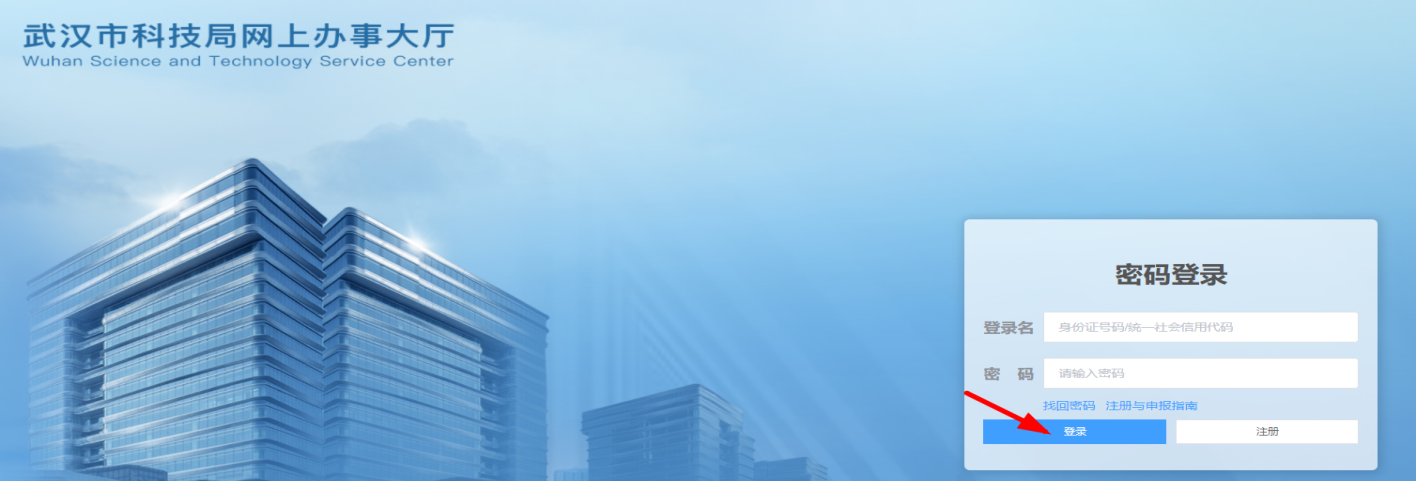 武汉市科技局网上办事大厅
Wuhan Science and Technology Service Center
密码登录
登录名 身份证号码/统一社会信用代码
密 码 请输入密码
找回密码 注册与申报指南
登录 注册